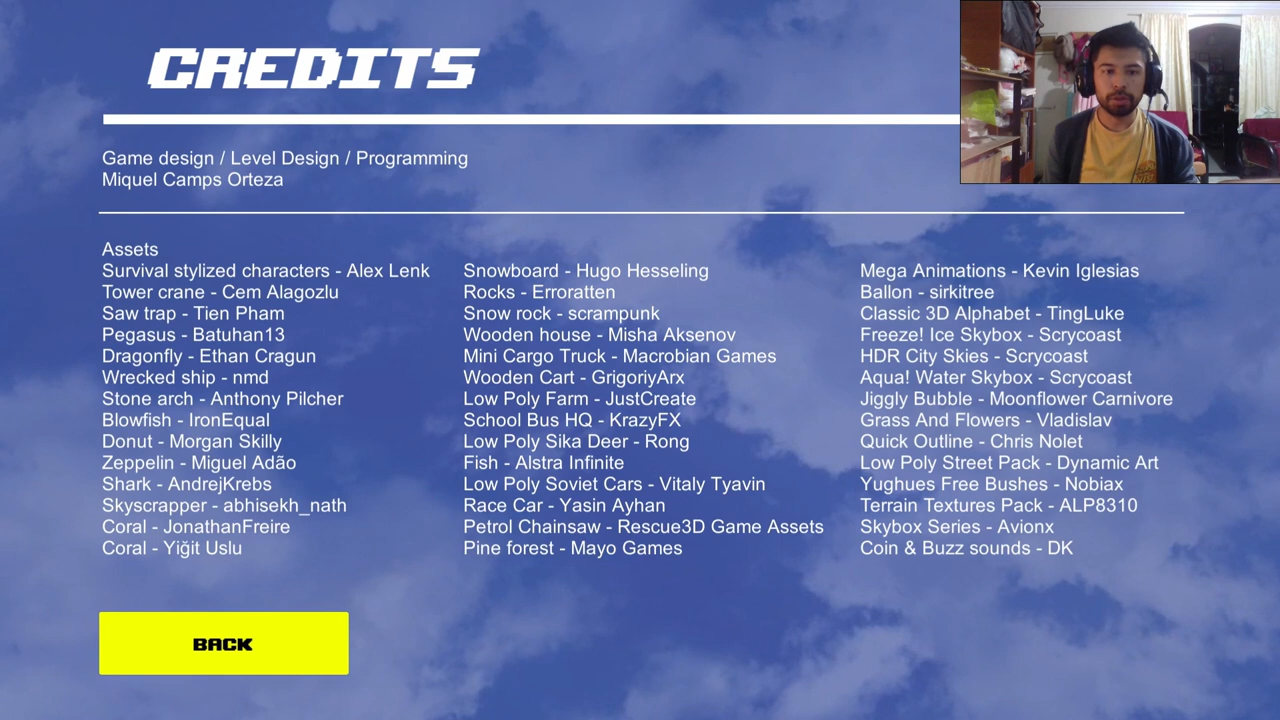 CREDITS
Game design / Level Design / Programming
Miquel Camps Orteza
Assets
Survival stylized characters - Alex Lenk
Tower crane - Cem Alagozlu
Saw trap - Tien Pham
Pegasus - Batuhan13
Dragonfly - Ethan Cragun
Wrecked ship - nmd
Stone arch - Anthony Pilcher
Blowfish - IronEqual
Donut - Morgan Skilly
Zeppelin - Miguel Adão
Shark - AndrejKrebs
Skyscrapper - abhisekh_nath
Coral - JonathanFreire
Coral - Yiğit Uslu
Snowboard - Hugo Hesseling
Rocks - Erroratten
Snow rock - scrampunk
Wooden house - Misha Aksenov
Mini Cargo Truck - Macrobian Games
Wooden Cart - GrigoriyArx
Low Poly Farm - JustCreate
School Bus HQ - KrazyFX
Low Poly Sika Deer - Rong
Fish - Alstra Infinite
Low Poly Soviet Cars - Vitaly Tyavin
Race Car - Yasin Ayhan
Petrol Chainsaw - Rescue3D Game Assets
Pine forest - Mayo Games
Mega Animations - Kevin Iglesias
Ballon - sirkitree
Classic 3D Alphabet - TingLuke
Freeze! Ice Skybox - Scrycoast
HDR City Skies - Scrycoast
Aqua! Water Skybox - Scrycoast
Jiggly Bubble - Moonflower Carnivore
Grass And Flowers - Vladislav
Quick Outline - Chris Nolet
Low Poly Street Pack - Dynamic Art
Yughues Free Bushes - Nobiax
Terrain Textures Pack - ALP8310
Skybox Series - Avionx
Coin & Buzz sounds - DK
BACK